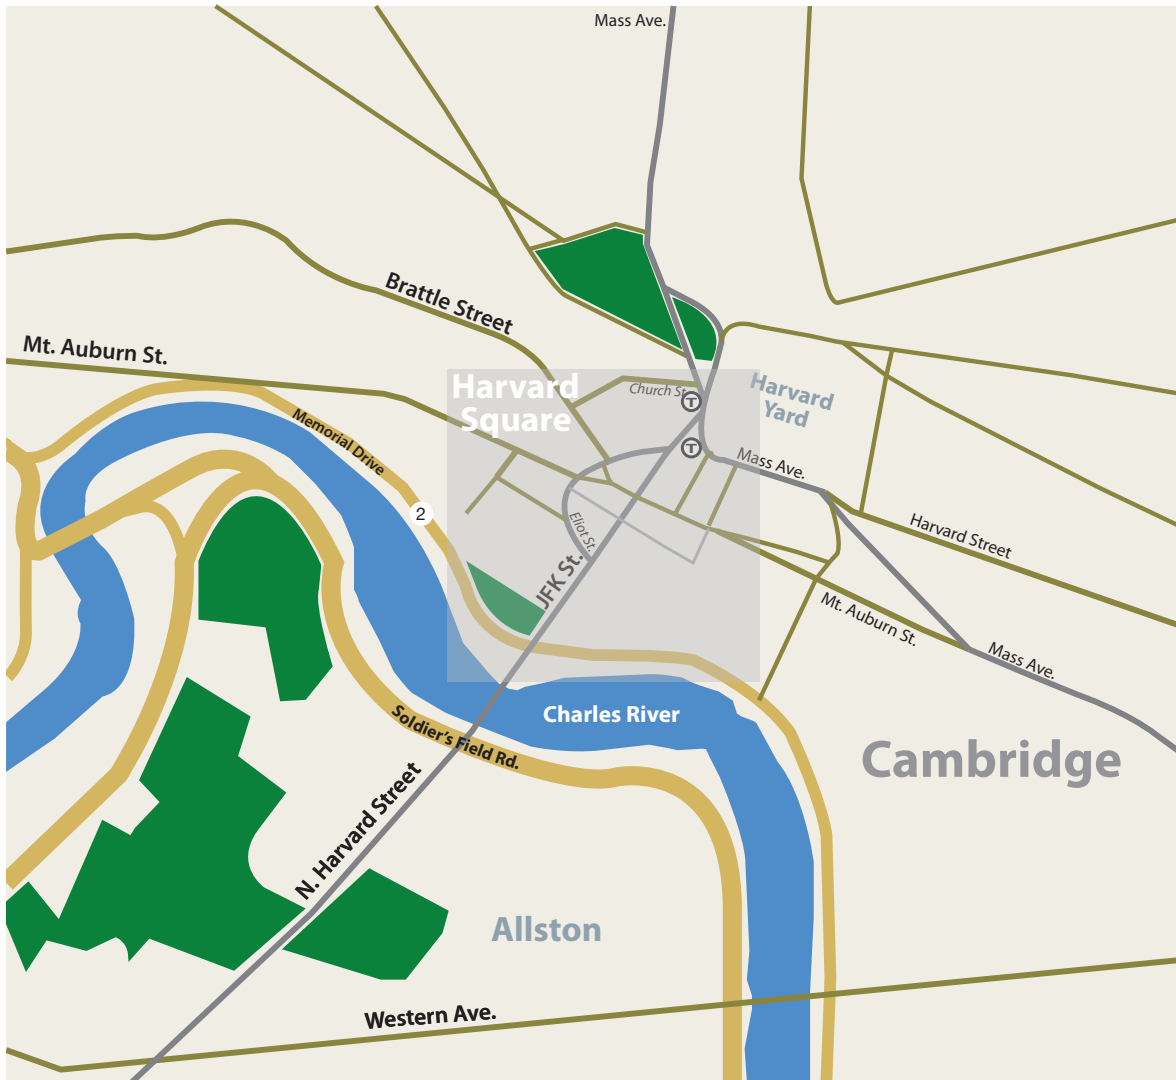 Mass Ave.
Brattle Street
Mt. Auburn St.
Harvard
Square
Church St.
T
Harvard
Yard
Memorial Drive
T
Mass Ave.
2
Eliot St.
Harvard Street
JFK St.
Mt. Auburn St.
Mass Ave.
Charles River
Soldier's Field Rd.
Cambridge
N. Harvard Street
Allston
Western Ave.